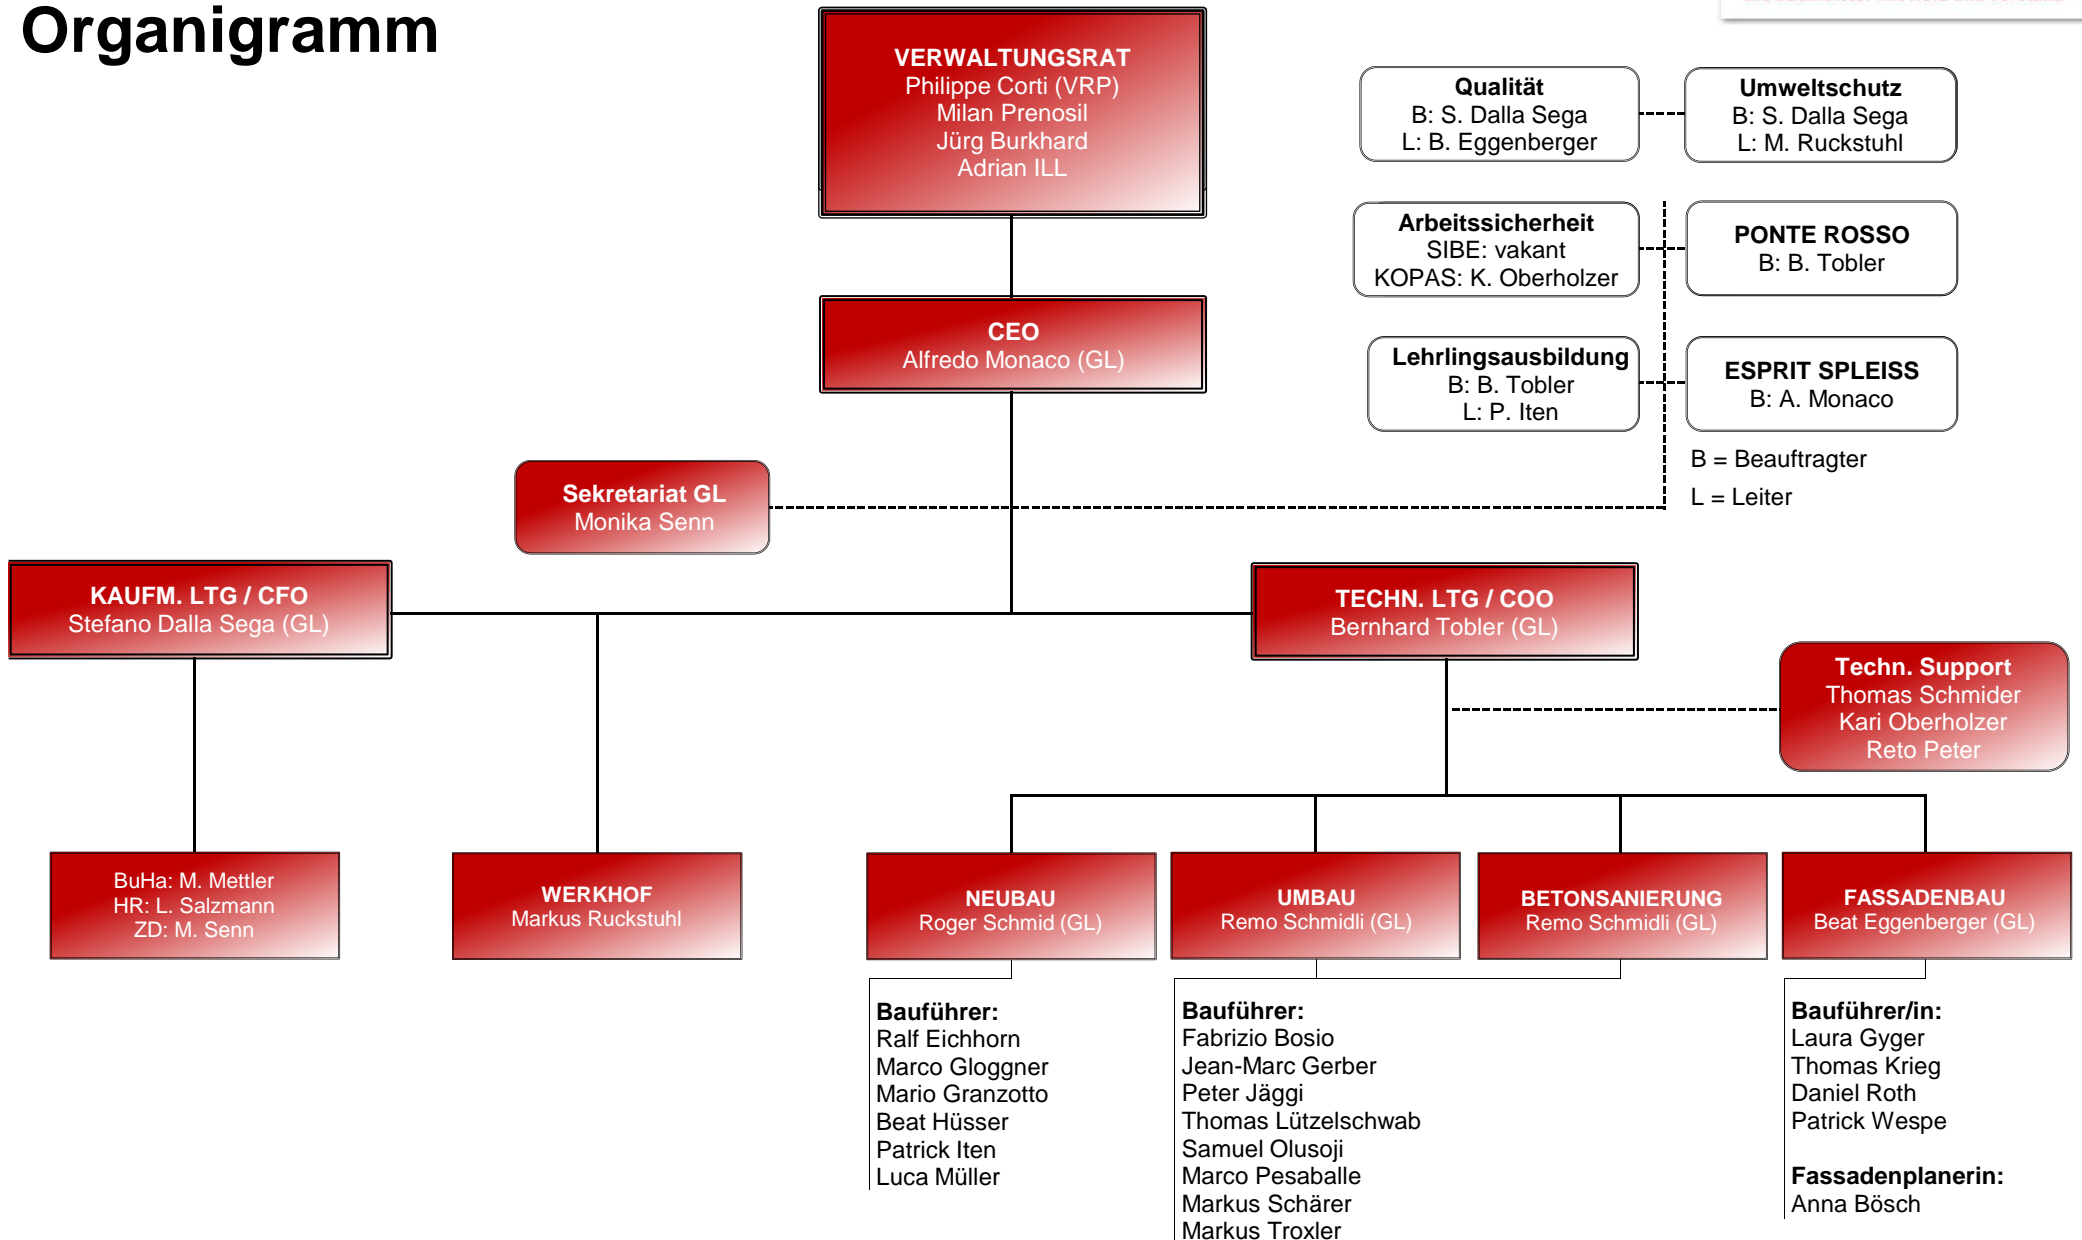 Organigramm
VERWALTUNGSRAT
Philippe Corti (VRP)
Milan Prenosil
Jürg Burkhard
Adrian ILL
Qualität
B: S. Dalla Sega
L: B. Eggenberger
Umweltschutz
B: S. Dalla Sega
L: M. Ruckstuhl
Arbeitssicherheit
SIBE: vakant
KOPAS: K. Oberholzer
PONTE ROSSO
B: B. Tobler
CEO
Alfredo Monaco (GL)
Lehrlingsausbildung
B: B. Tobler
L: P. Iten
ESPRIT SPLEISS
B: A. Monaco
B = Beauftragter
L = Leiter
Sekretariat GL
Monika Senn
KAUFM. LTG / CFO
Stefano Dalla Sega (GL)
TECHN. LTG / COO
Bernhard Tobler (GL)
Techn. Support
Thomas Schmider
Kari Oberholzer
Reto Peter
BuHa: M. Mettler
HR: L. Salzmann
ZD: M. Senn
WERKHOF
Markus Ruckstuhl
NEUBAU
Roger Schmid (GL)
UMBAU
Remo Schmidli (GL)
BETONSANIERUNG
Remo Schmidli (GL)
FASSADENBAU
Beat Eggenberger (GL)
Bauführer:
Ralf Eichhorn
Marco Gloggner
Mario Granzotto
Beat Hüsser
Patrick Iten
Luca Müller
Bauführer:
Fabrizio Bosio
Jean-Marc Gerber
Peter Jäggi
Thomas Lützelschwab
Samuel Olusoji
Marco Pesaballe
Markus Schärer
Markus Troxler
Bauführer/in:
Laura Gyger
Thomas Krieg
Daniel Roth
Patrick Wespe
Fassadenplanerin:
Anna Bösch